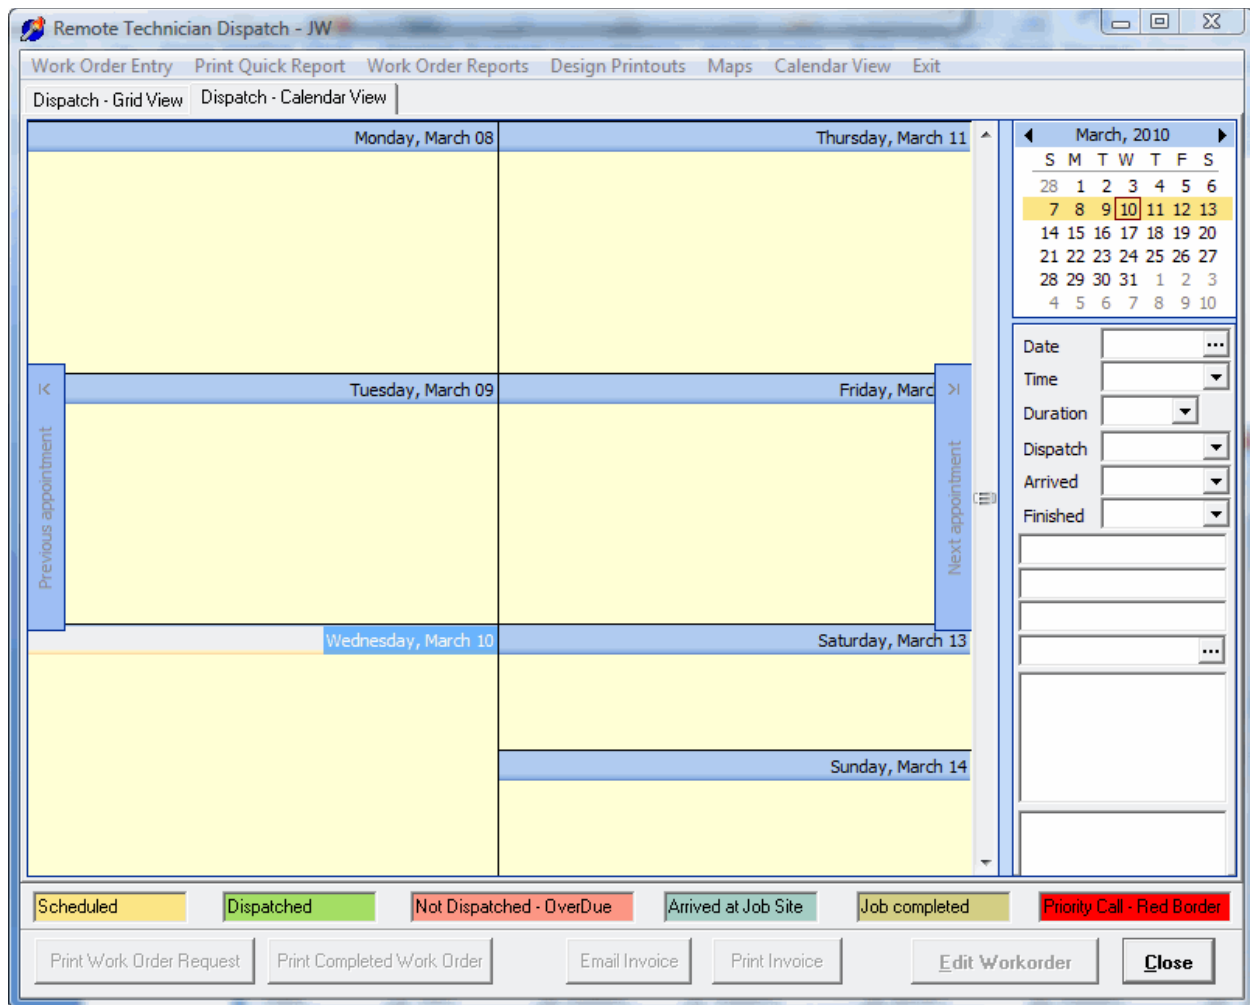 Remote Technician Dispatch - JW
Work Order Entry Print Quick Report Work Order Reports Design Printouts Maps Calendar View Exit
Dispatch - Grid View Dispatch - Calendar View
Monday, March 08 Thursday, March 11
March, 2010
S M T W T F S
28 1 2 3 4 5 6
7 8 9 10 11 12 13
14 15 16 17 18 19 20
21 22 23 24 25 26 27
28 29 30 31 1 2 3
4 5 6 7 8 9 10
Date
Time
Tuesday, March 09 Friday, Marc
Duration
Dispatch
Arrived
Finished
Previous appointment
Next appointment
Wednesday, March 10 Saturday, March 13
Sunday, March 14
Scheduled Dispatched Not Dispatched - OverDue Arrived at Job Site Job completed Priority Call - Red Border
Print Work Order Request Print Completed Work Order Email Invoice Print Invoice Edit Workorder Close